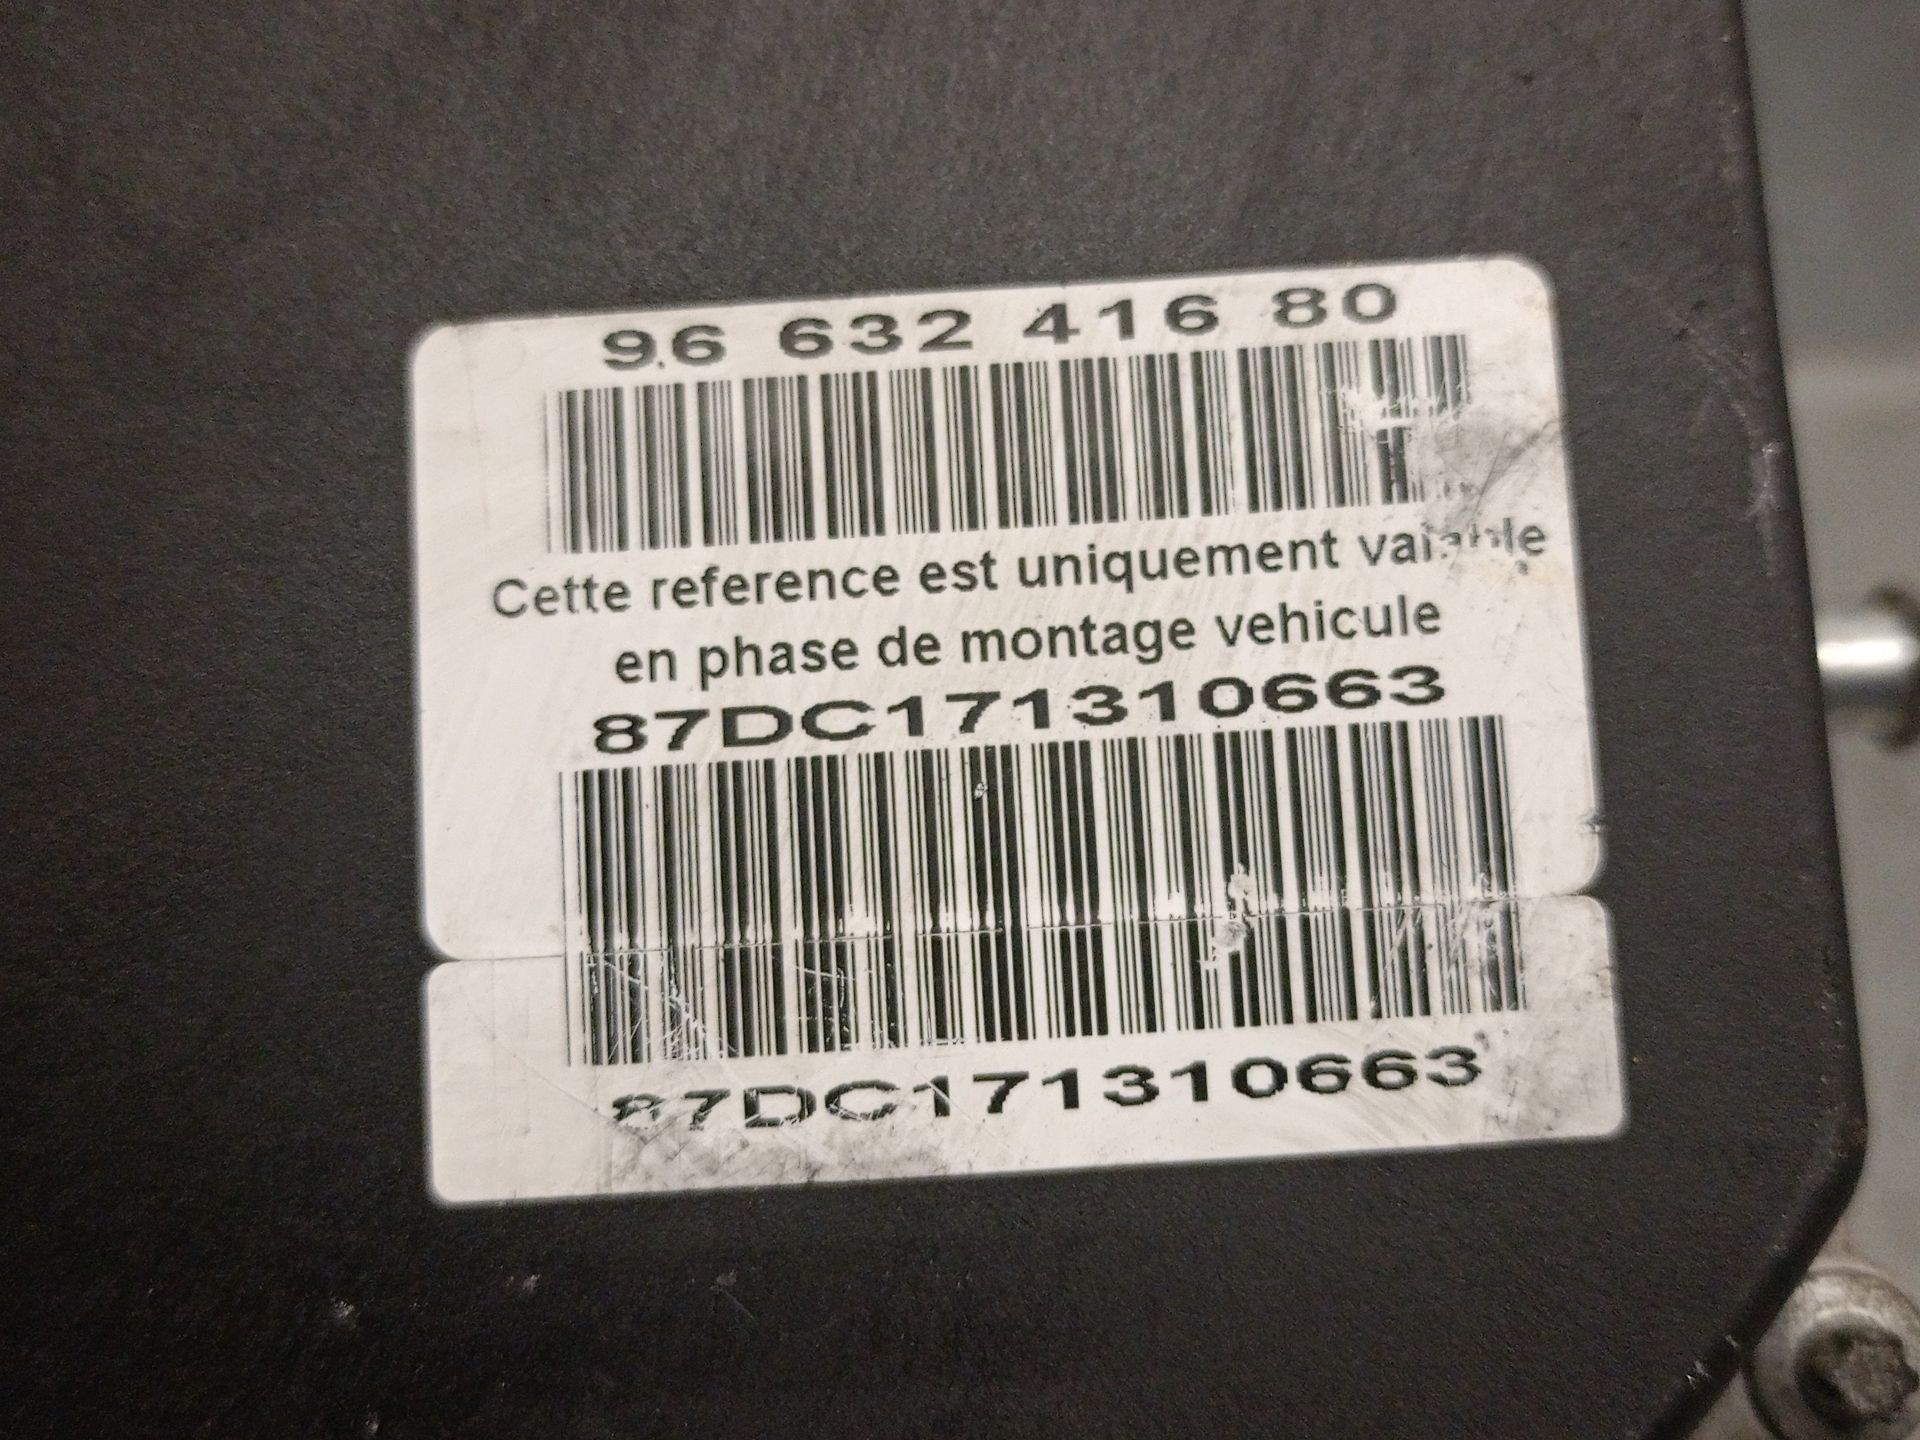 96 632 416 80
Cette reference est uniquement valable
en phase de montage vehicule
87DC171310663
87DC171310663